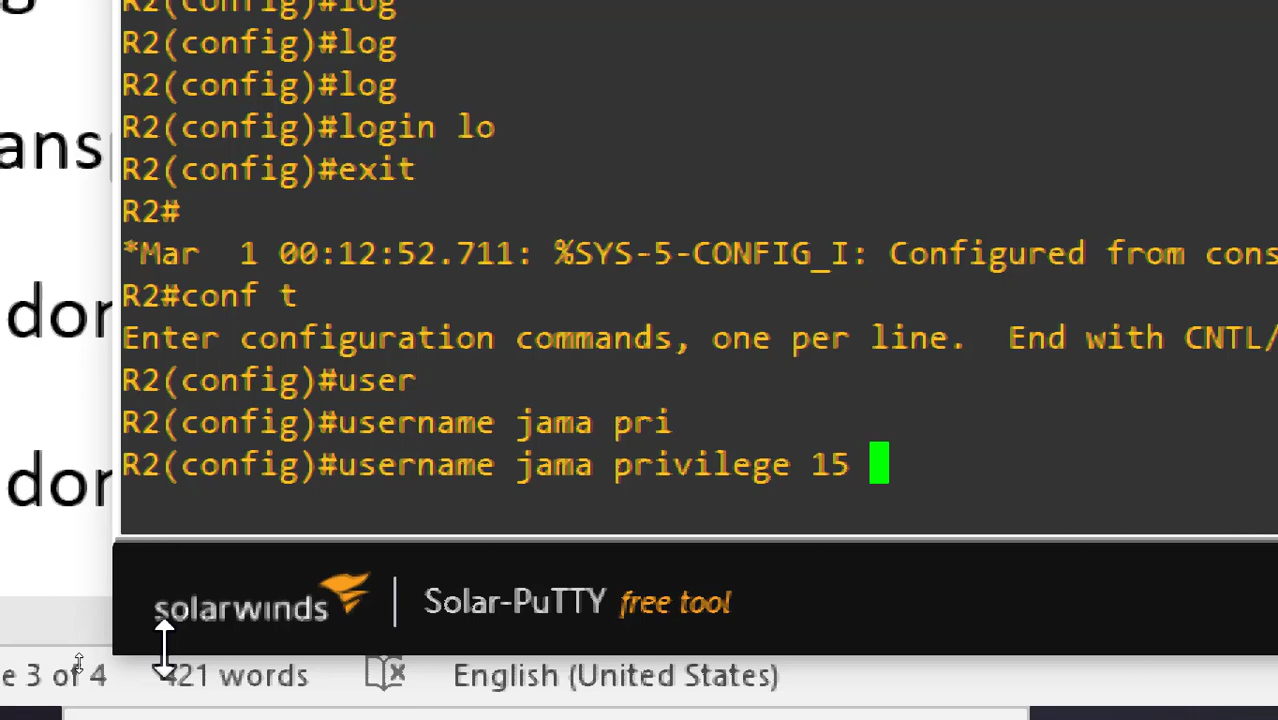 R2(config)#log
R2(config)#log
R2(config)#log
R2(config)#login lo
R2(config)#exit
R2#
*Mar  1 00:12:52.711: %SYS-5-CONFIG_I: Configured from cons
R2#conf t
Enter configuration commands, one per line.  End with CNTL/
R2(config)#user
R2(config)#username jama pri
R2(config)#username jama privilege 15
ans
dor
dor
solarwinds | Solar-PuTTY free tool
e 3 of 4 421 words English (United States)